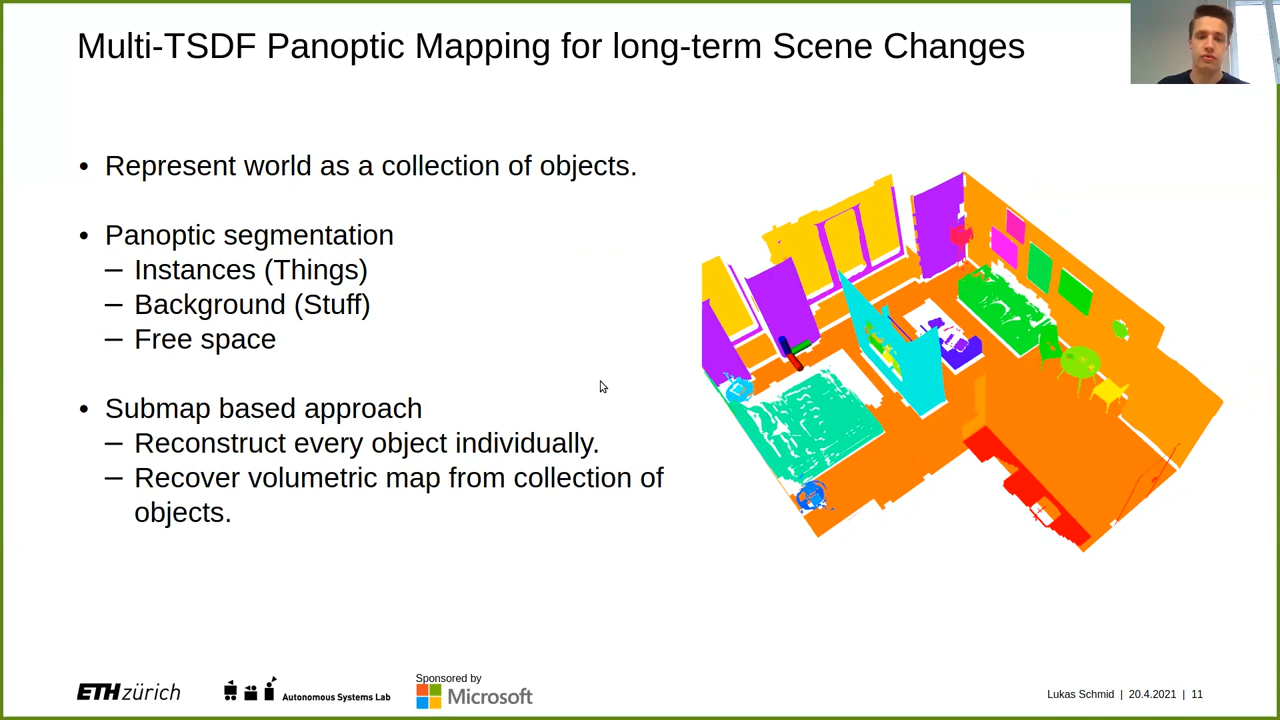 Multi-TSDF Panoptic Mapping for long-term Scene Changes
• Represent world as a collection of objects.
• Panoptic segmentation
– Instances (Things)
– Background (Stuff)
– Free space
• Submap based approach
– Reconstruct every object individually.
– Recover volumetric map from collection of
objects.
ETH zürich
Autonomous Systems Lab
Sponsored by
Microsoft
Lukas Schmid | 20.4.2021 | 11